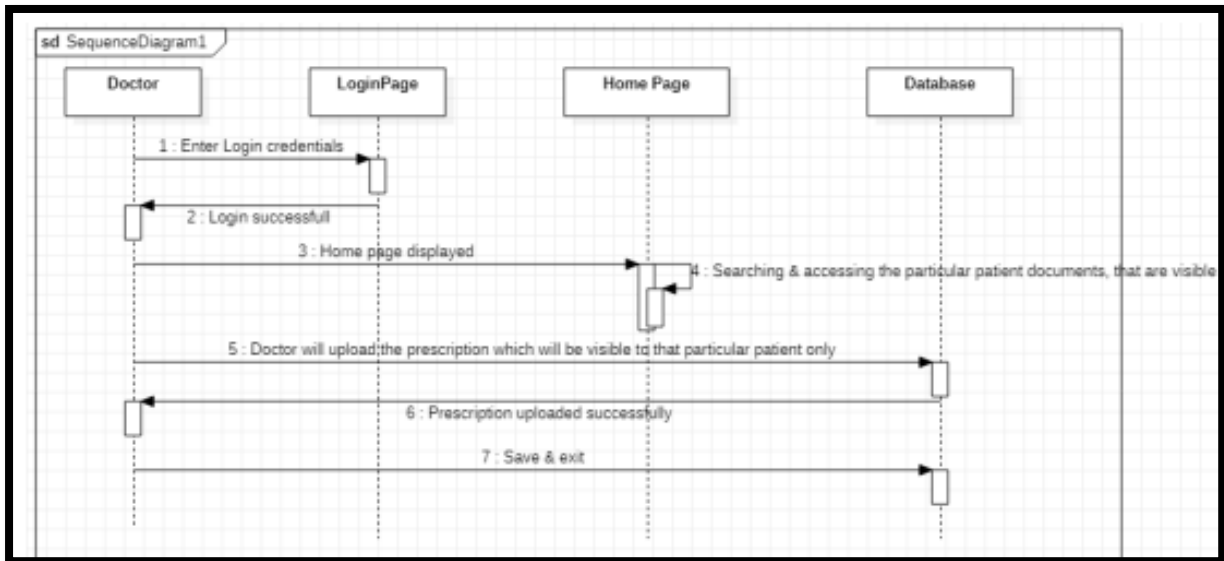 sd SequenceDiagram1
Doctor
LoginPage
Home Page
Database
1 : Enter Login credentials
2 : Login successfull
3 : Home page displayed
4 : Searching & accessing the particular patient documents, that are visible
5 : Doctor will upload the prescription which will be visible to that particular patient only
6 : Prescription uploaded successfully
7 : Save & exit